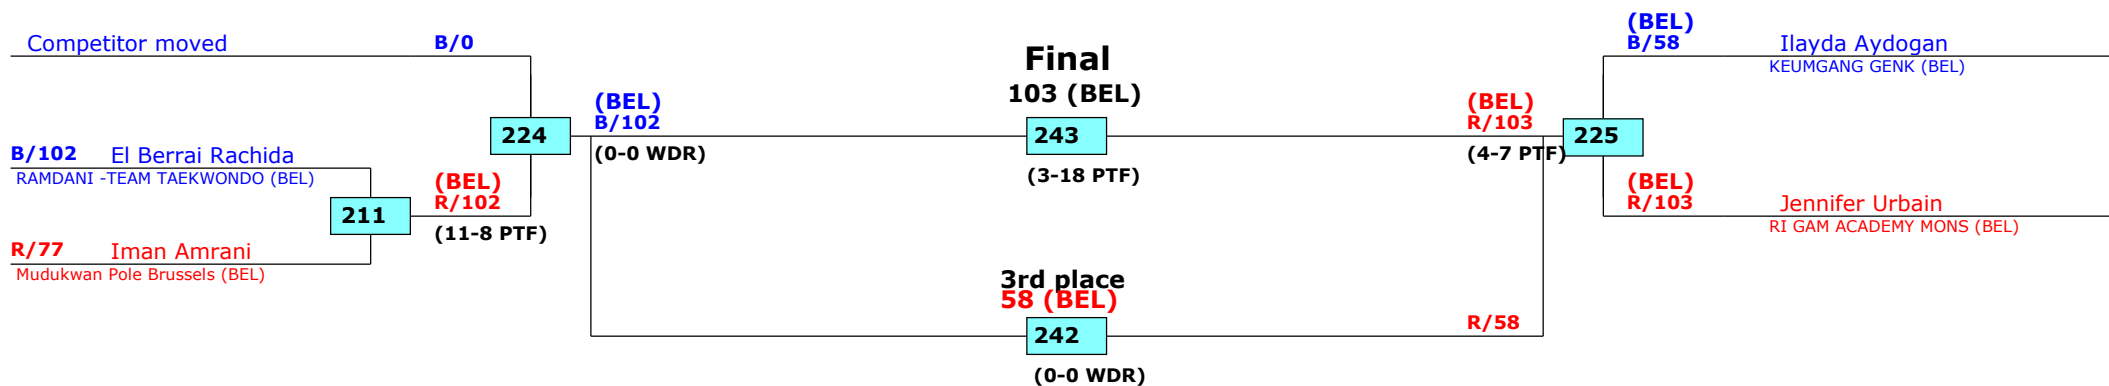 Competitor moved
B/0
B/102
El Berrai Rachida
RAMDANI -TEAM TAEKWONDO (BEL)
211
R/77
Iman Amrani
Mudukwan Pole Brussels (BEL)
(BEL)
R/102
(11-8 PTF)
224
(BEL)
B/102
(0-0 WDR)
Final
103 (BEL)
243
(3-18 PTF)
3rd place
58 (BEL)
242
(0-0 WDR)
(BEL)
R/103
(4-7 PTF)
R/58
225
(BEL)
B/58
Ilayda Aydogan
KEUMGANG GENK (BEL)
(BEL)
R/103
Jennifer Urbain
RI GAM ACADEMY MONS (BEL)